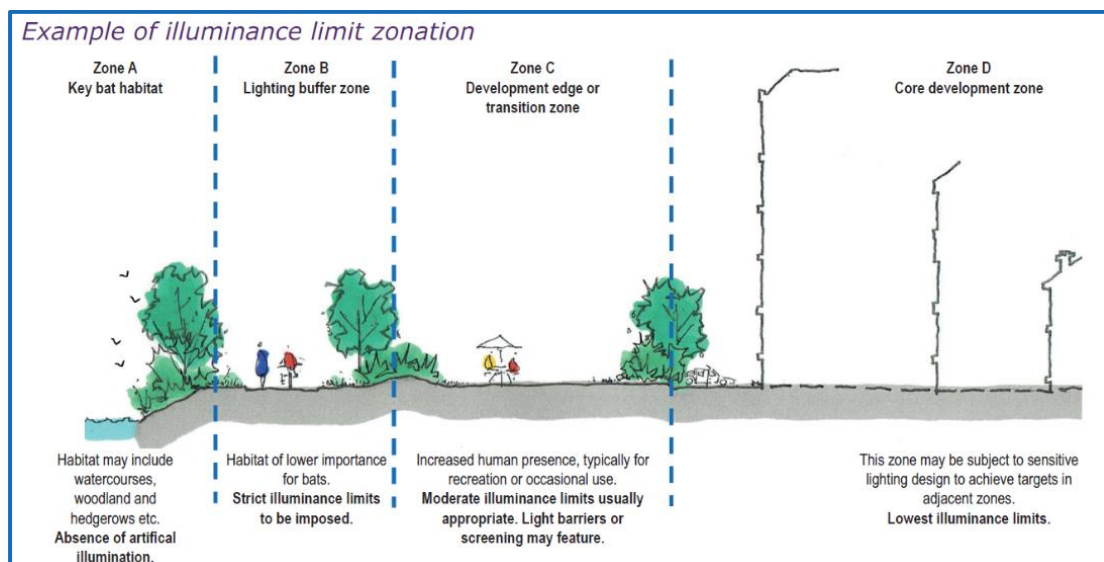 Example of illuminance limit zonation
Zone A
Key bat habitat
Zone B
Lighting buffer zone
Zone C
Development edge or
transition zone
Zone D
Core development zone
Habitat may include
watercourses,
woodland and
hedgerows etc.
Absence of artifical
illumination.
Habitat of lower importance
for bats.
Strict illuminance limits
to be imposed.
Increased human presence, typically for
recreation or occasional use.
Moderate illuminance limits usually
appropriate. Light barriers or
screening may feature.
This zone may be subject to sensitive
lighting design to achieve targets in
adjacent zones.
Lowest illuminance limits.